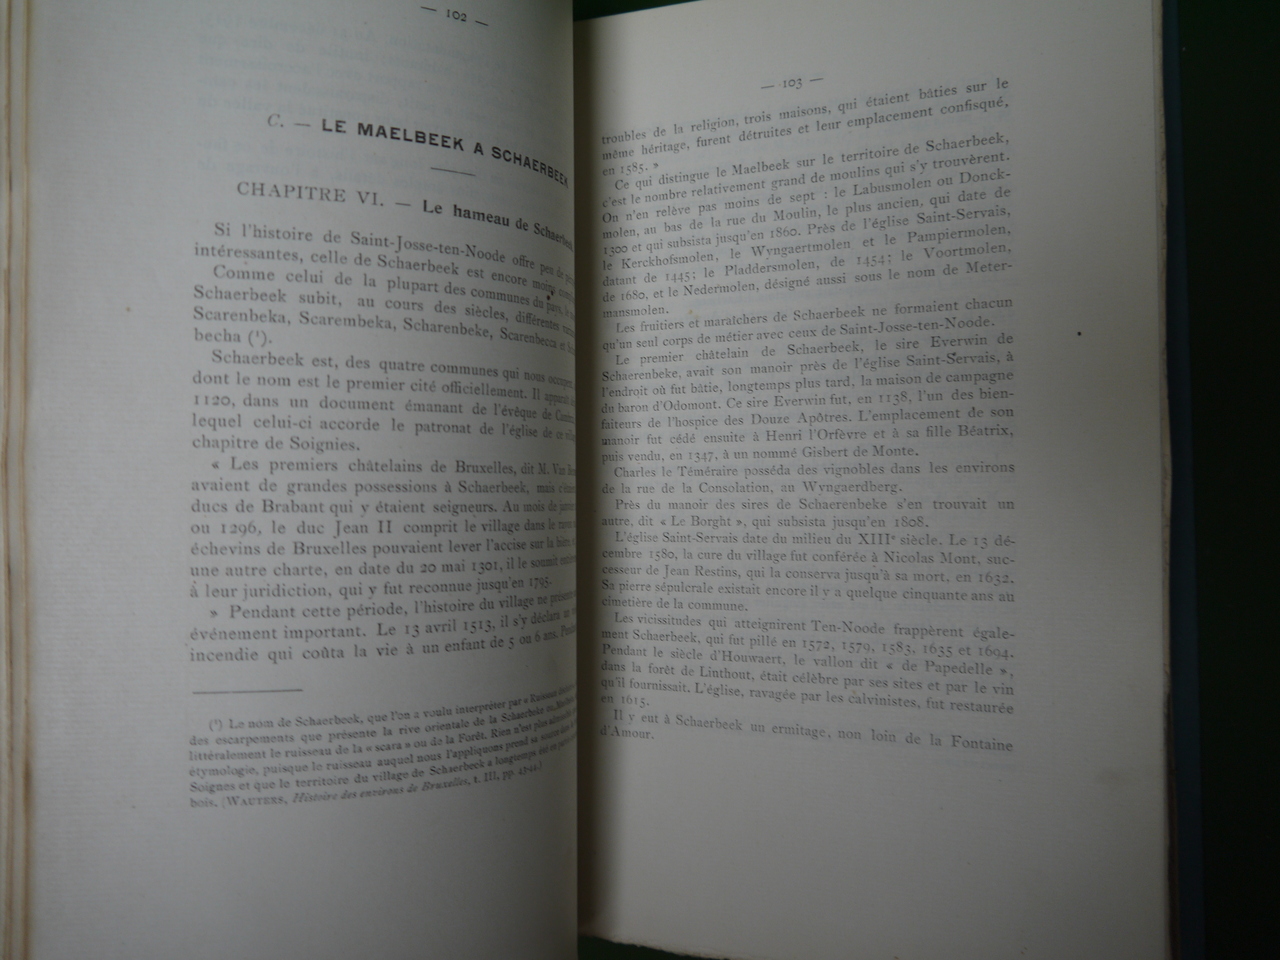 — 102 —
C. — LE MAELBEEK A SCHAERBEEK
CHAPITRE VI. — Le hameau de Schaerbeek
Si l'histoire de Saint-Josse-ten-Noode offre peu de
intéressantes, celle de Schaerbeek est encore moins
Comme celui de la plupart des communes du pays, le
Schaerbeek subit, au cours des siècles, différentes
Scarenbeka, Scarembeka, Scharenbeke, Scarenbecca et
becha (¹).
Schaerbeek est, des quatre communes qui nous occupent,
dont le nom est le premier cité officiellement. Il apparaît
1120, dans un document émanant de l'évêque de
lequel celui-ci accorde le patronat de l'église de ce
chapitre de Soignies.
« Les premiers châtelains de Bruxelles, dit M. Van
avaient de grandes possessions à Schaerbeek, mais
ducs de Brabant qui y étaient seigneurs. Au mois de
ou 1296, le duc Jean II comprit le village dans le
échevins de Bruxelles pouvaient lever l'accise sur la
une autre charte, en date du 20 mai 1301, il le soumit
à leur juridiction, qui y fut reconnue jusqu'en 1795.
» Pendant cette période, l'histoire du village ne
événement important. Le 13 avril 1513, il s'y déclara un
incendie qui coûta la vie à un enfant de 5 ou 6 ans.
(¹) Le nom de Schaerbeek, que l'on a voulu interpréter par « Ruisseau
des escarpements que présente la rive orientale de la
littéralement le ruisseau de la « scara » ou de la Forêt. Rien n'est plus
étymologie, puisque le ruisseau auquel nous l'appliquons prend sa
Soignes et que le territoire du village de Schaerbeek a longtemps été en
bois. (WAUTERS, Histoire des environs de Bruxelles, t. III, pp.
— 103 —
troubles de la religion, trois maisons, qui étaient bâties sur le
même héritage, furent détruites et leur emplacement confisqué,
en 1585. »
Ce qui distingue le Maelbeek sur le territoire de Schaerbeek,
c'est le nombre relativement grand de moulins qui s'y trouvèrent.
On n'en relève pas moins de sept : le Labusmolen ou Donck-
molen, au bas de la rue du Moulin, le plus ancien, qui date de
1300 et qui subsista jusqu'en 1860. Près de l'église Saint-Servais,
le Kerckhofsmolen, le Wyngaertmolen et le Pampiermolen,
datant de 1445; le Pladdersmolen, de 1454; le Voortmolen,
de 1680, et le Nedermolen, désigné aussi sous le nom de Meter-
mansmolen.
Les fruitiers et maraîchers de Schaerbeek ne formaient chacun
qu'un seul corps de métier avec ceux de Saint-Josse-ten-Noode.
Le premier châtelain de Schaerbeek, le sire Everwin de
Schaerenbeke, avait son manoir près de l'église Saint-Servais, à
l'endroit où fut bâtie, longtemps plus tard, la maison de campagne
du baron d'Odomont. Ce sire Everwin fut, en 1138, l'un des bien-
faiteurs de l'hospice des Douze Apôtres. L'emplacement de son
manoir fut cédé ensuite à Henri l'Orfèvre et à sa fille Béatrix,
puis vendu, en 1347, à un nommé Gisbert de Monte.
Charles le Téméraire posséda des vignobles dans les environs
de la rue de la Consolation, au Wyngaerdberg.
Près du manoir des sires de Schaerenbeke s'en trouvait un
autre, dit « Le Borght », qui subsista jusqu'en 1808.
L'église Saint-Servais date du milieu du XIIIᵉ siècle. Le 13 dé-
cembre 1580, la cure du village fut conférée à Nicolas Mont, suc-
cesseur de Jean Restins, qui la conserva jusqu'à sa mort, en 1632.
Sa pierre sépulcrale existait encore il y a quelque cinquante ans au
cimetière de la commune.
Les vicissitudes qui atteignirent Ten-Noode frappèrent égale-
ment Schaerbeek, qui fut pillé en 1572, 1579, 1583, 1635 et 1694.
Pendant le siècle d'Houwaert, le vallon dit « de Papedelle »,
dans la forêt de Linthout, était célèbre par ses sites et par le vin
qu'il fournissait. L'église, ravagée par les calvinistes, fut restaurée
en 1615.
Il y eut à Schaerbeek un ermitage, non loin de la Fontaine
d'Amour.